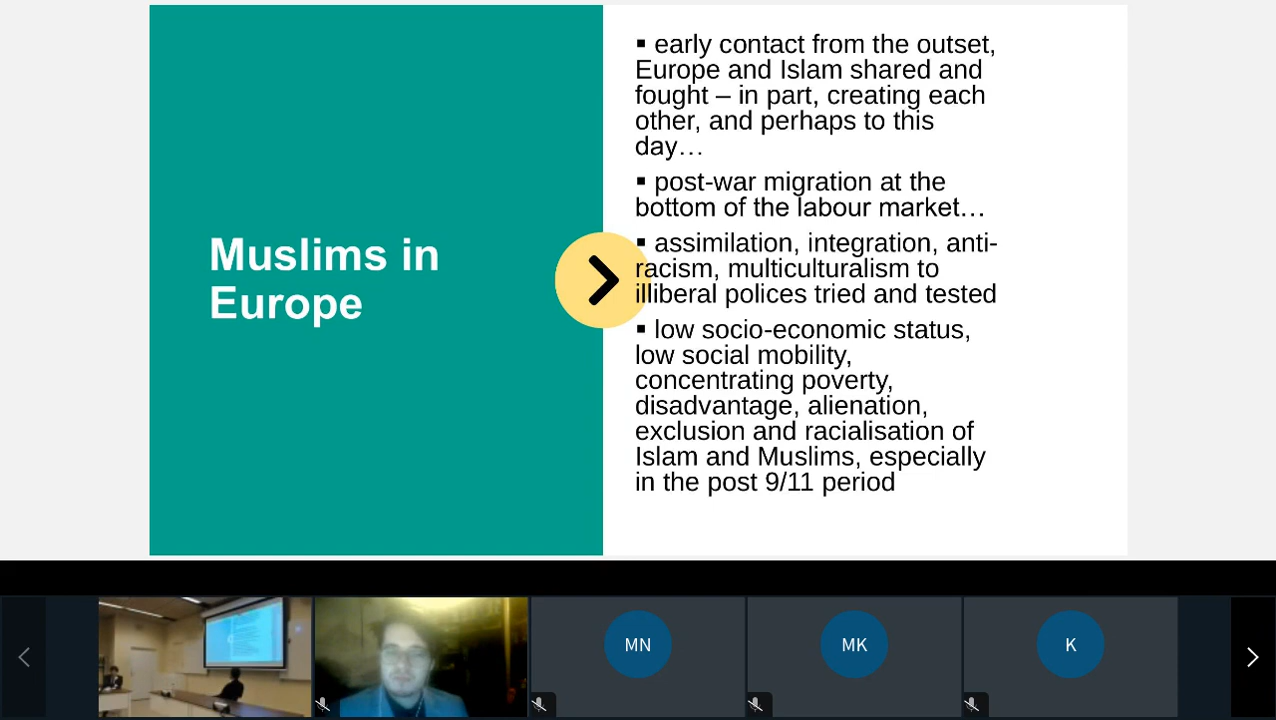 Muslims in
Europe
▪ early contact from the outset,
Europe and Islam shared and
fought – in part, creating each
other, and perhaps to this
day…
▪ post-war migration at the
bottom of the labour market…
▪ assimilation, integration, anti-
racism, multiculturalism to
illiberal polices tried and tested
▪ low socio-economic status,
low social mobility,
concentrating poverty,
disadvantage, alienation,
exclusion and racialisation of
Islam and Muslims, especially
in the post 9/11 period
MN
MK
K